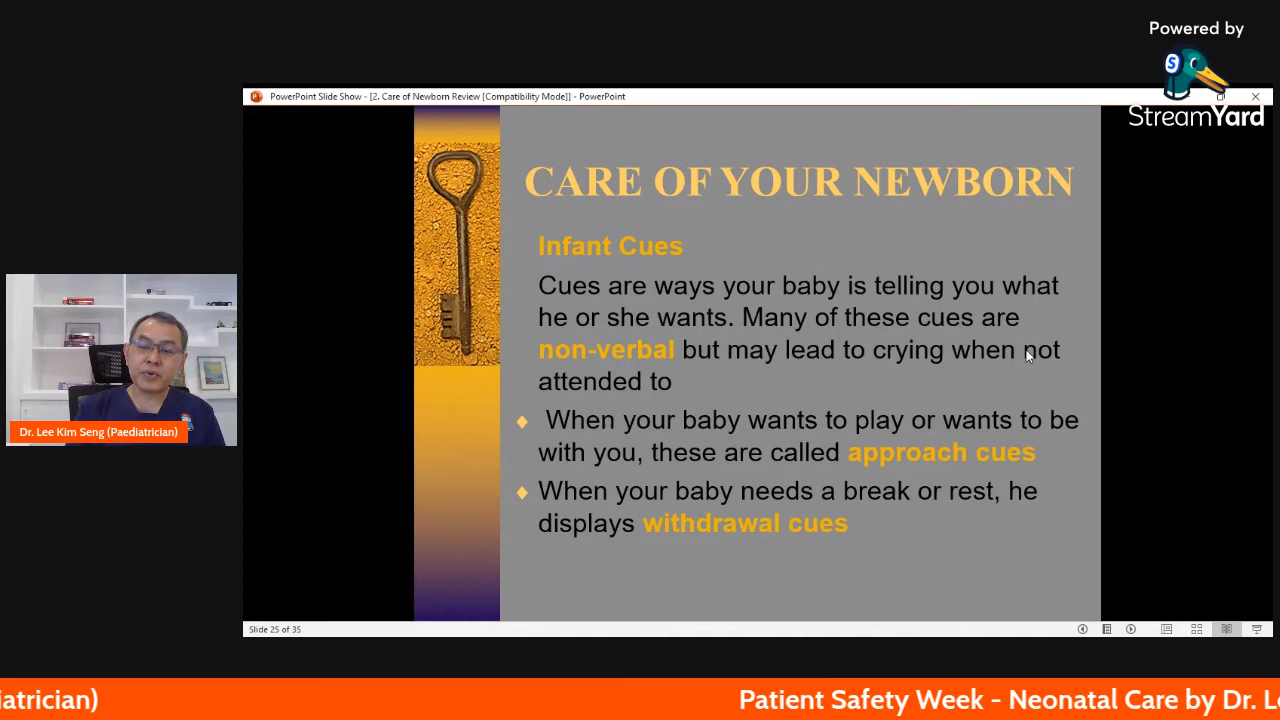 Powered by
S
StreamYard
PowerPoint Slide Show - [2. Care of Newborn Review [Compatibility Mode]] - PowerPoint
CARE OF YOUR NEWBORN
Infant Cues
Cues are ways your baby is telling you what
he or she wants. Many of these cues are
non-verbal but may lead to crying when not
attended to
When your baby wants to play or wants to be
with you, these are called approach cues
When your baby needs a break or rest, he
displays withdrawal cues
Dr. Lee Kim Seng (Paediatrician)
Slide 25 of 35
iatrician)
Patient Safety Week - Neonatal Care by Dr. Le